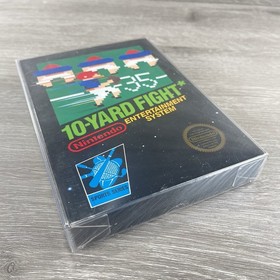 35
10-YARD FIGHT*
Nintendo
ENTERTAINMENT
SYSTEM